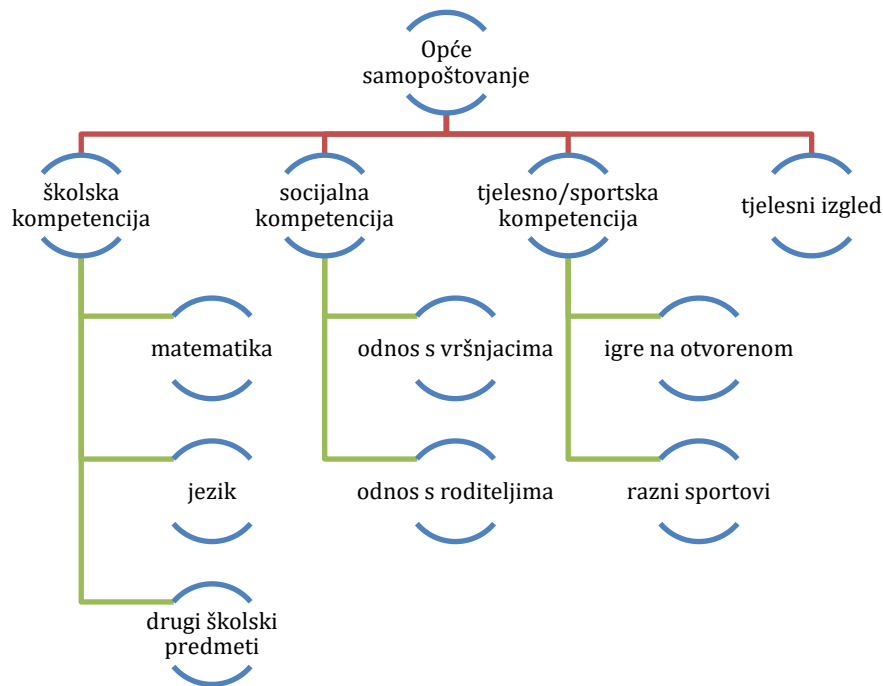 Opće
samopoštovanje
školska
kompetencija
socijalna
kompetencija
tjelesno/sportska
kompetencija
tjelesni izgled
matematika
odnos s vršnjacima
igre na otvorenom
jezik
odnos s roditeljima
razni sportovi
drugi školski
predmeti